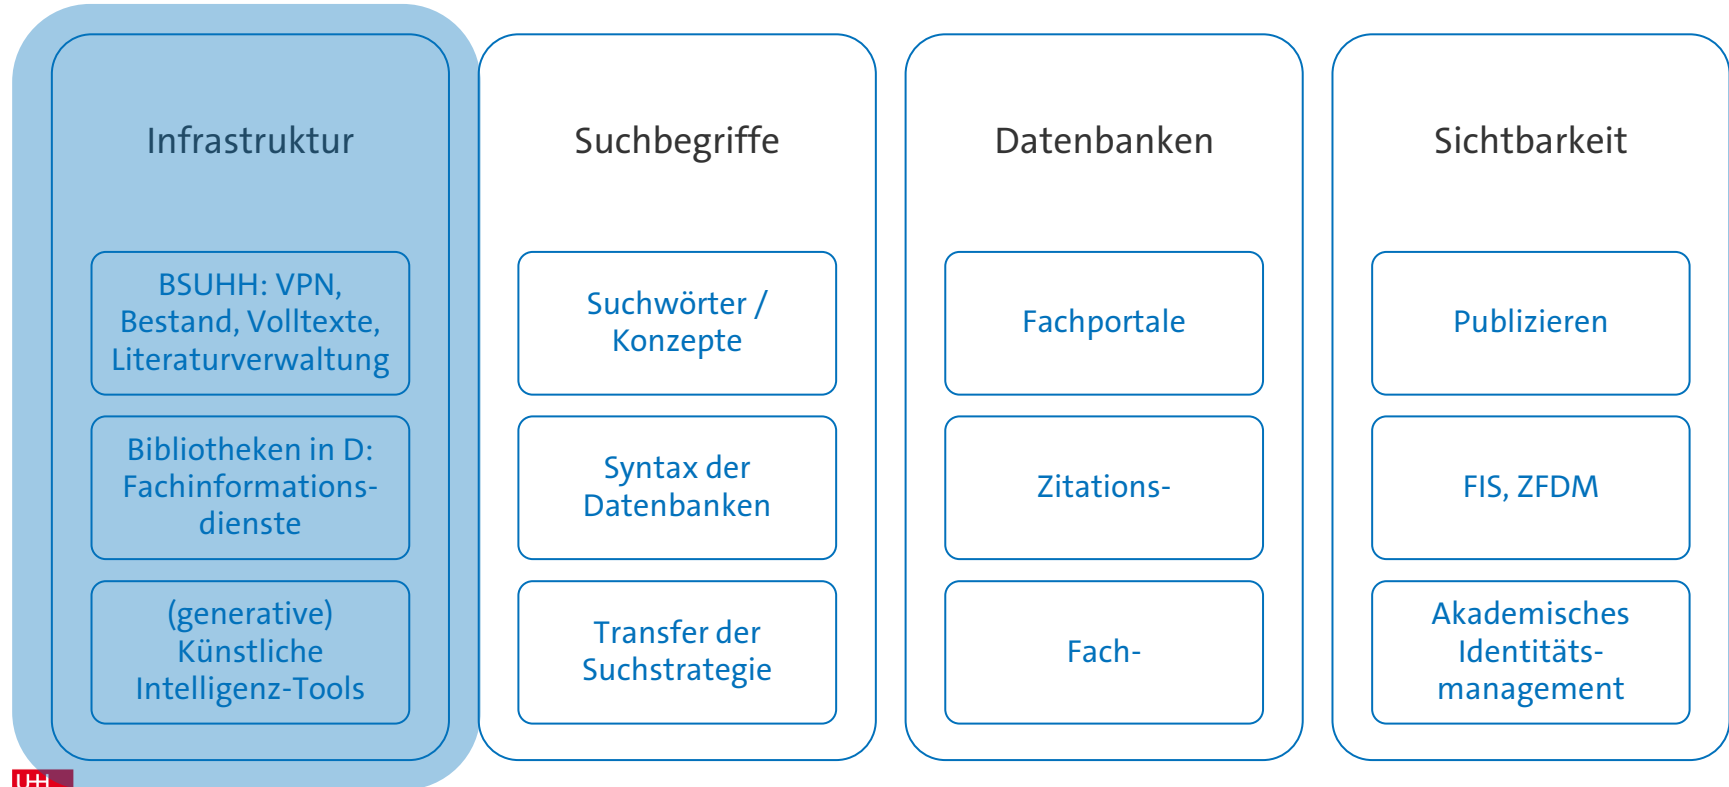 Infrastruktur
BSUHH: VPN,
Bestand, Volltexte,
Literaturverwaltung
Bibliotheken in D:
Fachinformations-
dienste
(generative)
Künstliche
Intelligenz-Tools
Suchbegriffe
Suchwörter /
Konzepte
Syntax der
Datenbanken
Transfer der
Suchstrategie
Datenbanken
Fachportale
Zitations-
Fach-
Sichtbarkeit
Publizieren
FIS, ZFDM
Akademisches
Identitäts-
management
UHH